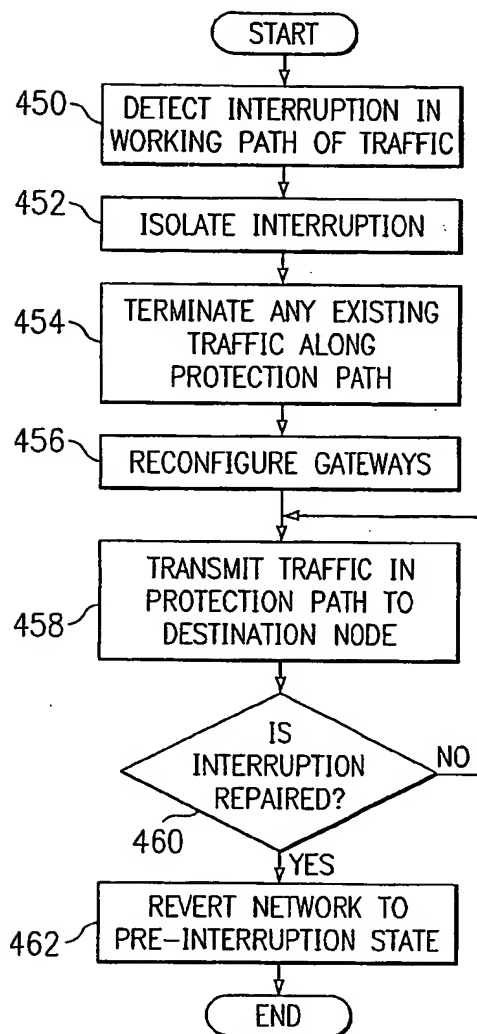 START
450
DETECT INTERRUPTION IN
WORKING PATH OF TRAFFIC
452
ISOLATE INTERRUPTION
454
TERMINATE ANY EXISTING
TRAFFIC ALONG
PROTECTION PATH
456
RECONFIGURE GATEWAYS
458
TRANSMIT TRAFFIC IN
PROTECTION PATH TO
DESTINATION NODE
IS
INTERRUPTION
REPAIRED?
NO
460
YES
462
REVERT NETWORK TO
PRE-INTERRUPTION STATE
END